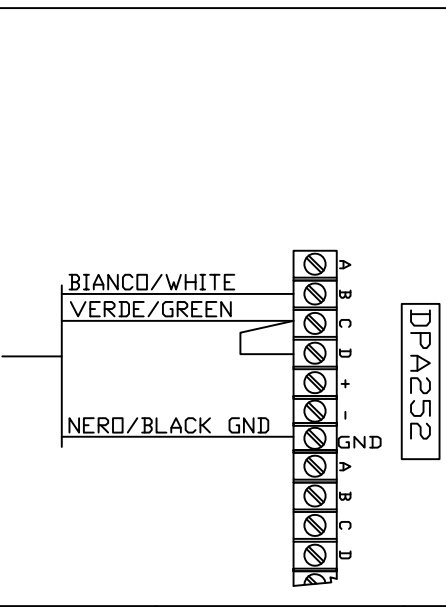 BIANCO/WHITE
VERDE/GREEN
NERO/BLACK GND
A
B
C
D
+
-
GND
A
B
C
D
DPA252